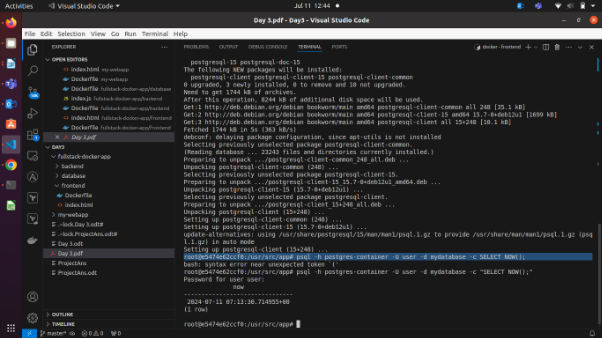 Activities
Visual Studio Code
Jul 11 12:44
Day 3.pdf - Day3 - Visual Studio Code
File Edit Selection View Go Run Terminal Help
EXPLORER
OPEN EDITORS
index.html my-webapp
Dockerfile my-webapp
Dockerfile fullstack-docker-app/database
index.js fullstack-docker-app/backend
Dockerfile fullstack-docker-app/backend
index.html fullstack-docker-app/frontend
Dockerfile fullstack-docker-app/frontend
Day 3.pdf
DAY3
fullstack-docker-app
backend
database
frontend
Dockerfile
index.html
my-webapp
.~lock.Day 3.odt#
.~lock.ProjectAns.odt#
Day 3.odt
Day 3.pdf
ProjectAns
ProjectAns.odt
OUTLINE
TIMELINE
PROBLEMS OUTPUT DEBUG CONSOLE TERMINAL PORTS
docker - frontend
postgresql-15 postgresql-doc-15
The following NEW packages will be installed:
postgresql-client postgresql-client-15 postgresql-client-common
0 upgraded, 3 newly installed, 0 to remove and 10 not upgraded.
Need to get 1744 kB of archives.
After this operation, 8244 kB of additional disk space will be used.
Get:1 http://deb.debian.org/debian bookworm/main amd64 postgresql-client-common all 248 [35.1 kB]
Get:2 http://deb.debian.org/debian bookworm/main amd64 postgresql-client-15 amd64 15.7-0+deb12u1 [1699 kB]
Get:3 http://deb.debian.org/debian bookworm/main amd64 postgresql-client all 15+248 [10.1 kB]
Fetched 1744 kB in 5s (363 kB/s)
debconf: delaying package configuration, since apt-utils is not installed
Selecting previously unselected package postgresql-client-common.
(Reading database ... 23243 files and directories currently installed.)
Preparing to unpack .../postgresql-client-common_248_all.deb ...
Unpacking postgresql-client-common (248) ...
Selecting previously unselected package postgresql-client-15.
Preparing to unpack .../postgresql-client-15_15.7-0+deb12u1_amd64.deb ...
Unpacking postgresql-client-15 (15.7-0+deb12u1) ...
Selecting previously unselected package postgresql-client.
Preparing to unpack .../postgresql-client_15+248_all.deb ...
Unpacking postgresql-client (15+248) ...
Setting up postgresql-client-common (248) ...
Setting up postgresql-client-15 (15.7-0+deb12u1) ...
update-alternatives: using /usr/share/postgresql/15/man/man1/psql.1.gz to provide /usr/share/man/man1/psql.1.gz (psq
l.1.gz) in auto mode
Setting up postgresql-client (15+248) ...
root@e5474e62ccf0:/usr/src/app# psql -h postgres-container -U user -d mydatabase -c SELECT NOW();
bash: syntax error near unexpected token `('
root@e5474e62ccf0:/usr/src/app# psql -h postgres-container -U user -d mydatabase -c "SELECT NOW();"
Password for user user:
now
-------------------------------
2024-07-11 07:13:30.714955+00
(1 row)
root@e5474e62ccf0:/usr/src/app#
master*
0 0
0